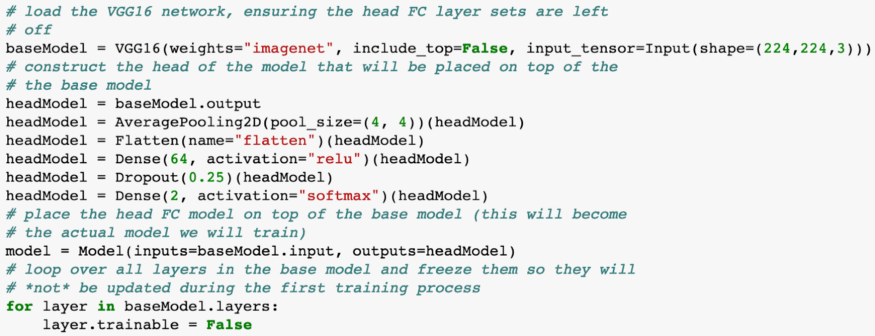 # load the VGG16 network, ensuring the head FC layer sets are left
# off
baseModel = VGG16(weights="imagenet", include_top=False, input_tensor=Input(shape=(224,224,3)))
# construct the head of the model that will be placed on top of the
# the base model
headModel = baseModel.output
headModel = AveragePooling2D(pool_size=(4, 4))(headModel)
headModel = Flatten(name="flatten")(headModel)
headModel = Dense(64, activation="relu")(headModel)
headModel = Dropout(0.25)(headModel)
headModel = Dense(2, activation="softmax")(headModel)
# place the head FC model on top of the base model (this will become
# the actual model we will train)
model = Model(inputs=baseModel.input, outputs=headModel)
# loop over all layers in the base model and freeze them so they will
# *not* be updated during the first training process
for layer in baseModel.layers:
    layer.trainable = False